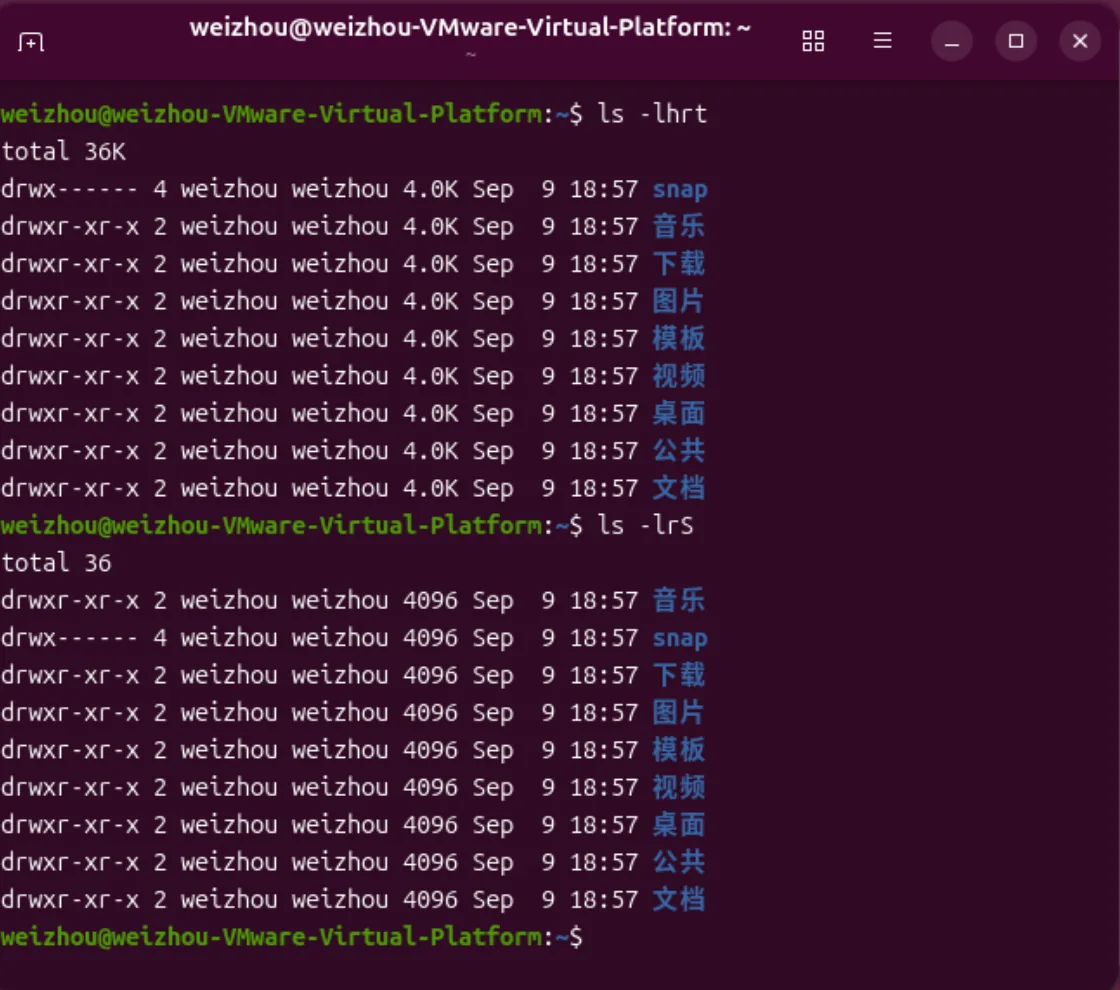 weizhou@weizhou-VMware-Virtual-Platform: ~
~
weizhou@weizhou-VMware-Virtual-Platform:~$ ls -lhrt
total 36K
drwx------ 4 weizhou weizhou 4.0K Sep  9 18:57 snap
drwxr-xr-x 2 weizhou weizhou 4.0K Sep  9 18:57 音乐
drwxr-xr-x 2 weizhou weizhou 4.0K Sep  9 18:57 下载
drwxr-xr-x 2 weizhou weizhou 4.0K Sep  9 18:57 图片
drwxr-xr-x 2 weizhou weizhou 4.0K Sep  9 18:57 模板
drwxr-xr-x 2 weizhou weizhou 4.0K Sep  9 18:57 视频
drwxr-xr-x 2 weizhou weizhou 4.0K Sep  9 18:57 桌面
drwxr-xr-x 2 weizhou weizhou 4.0K Sep  9 18:57 公共
drwxr-xr-x 2 weizhou weizhou 4.0K Sep  9 18:57 文档
weizhou@weizhou-VMware-Virtual-Platform:~$ ls -lrS
total 36
drwxr-xr-x 2 weizhou weizhou 4096 Sep  9 18:57 音乐
drwx------ 4 weizhou weizhou 4096 Sep  9 18:57 snap
drwxr-xr-x 2 weizhou weizhou 4096 Sep  9 18:57 下载
drwxr-xr-x 2 weizhou weizhou 4096 Sep  9 18:57 图片
drwxr-xr-x 2 weizhou weizhou 4096 Sep  9 18:57 模板
drwxr-xr-x 2 weizhou weizhou 4096 Sep  9 18:57 视频
drwxr-xr-x 2 weizhou weizhou 4096 Sep  9 18:57 桌面
drwxr-xr-x 2 weizhou weizhou 4096 Sep  9 18:57 公共
drwxr-xr-x 2 weizhou weizhou 4096 Sep  9 18:57 文档
weizhou@weizhou-VMware-Virtual-Platform:~$